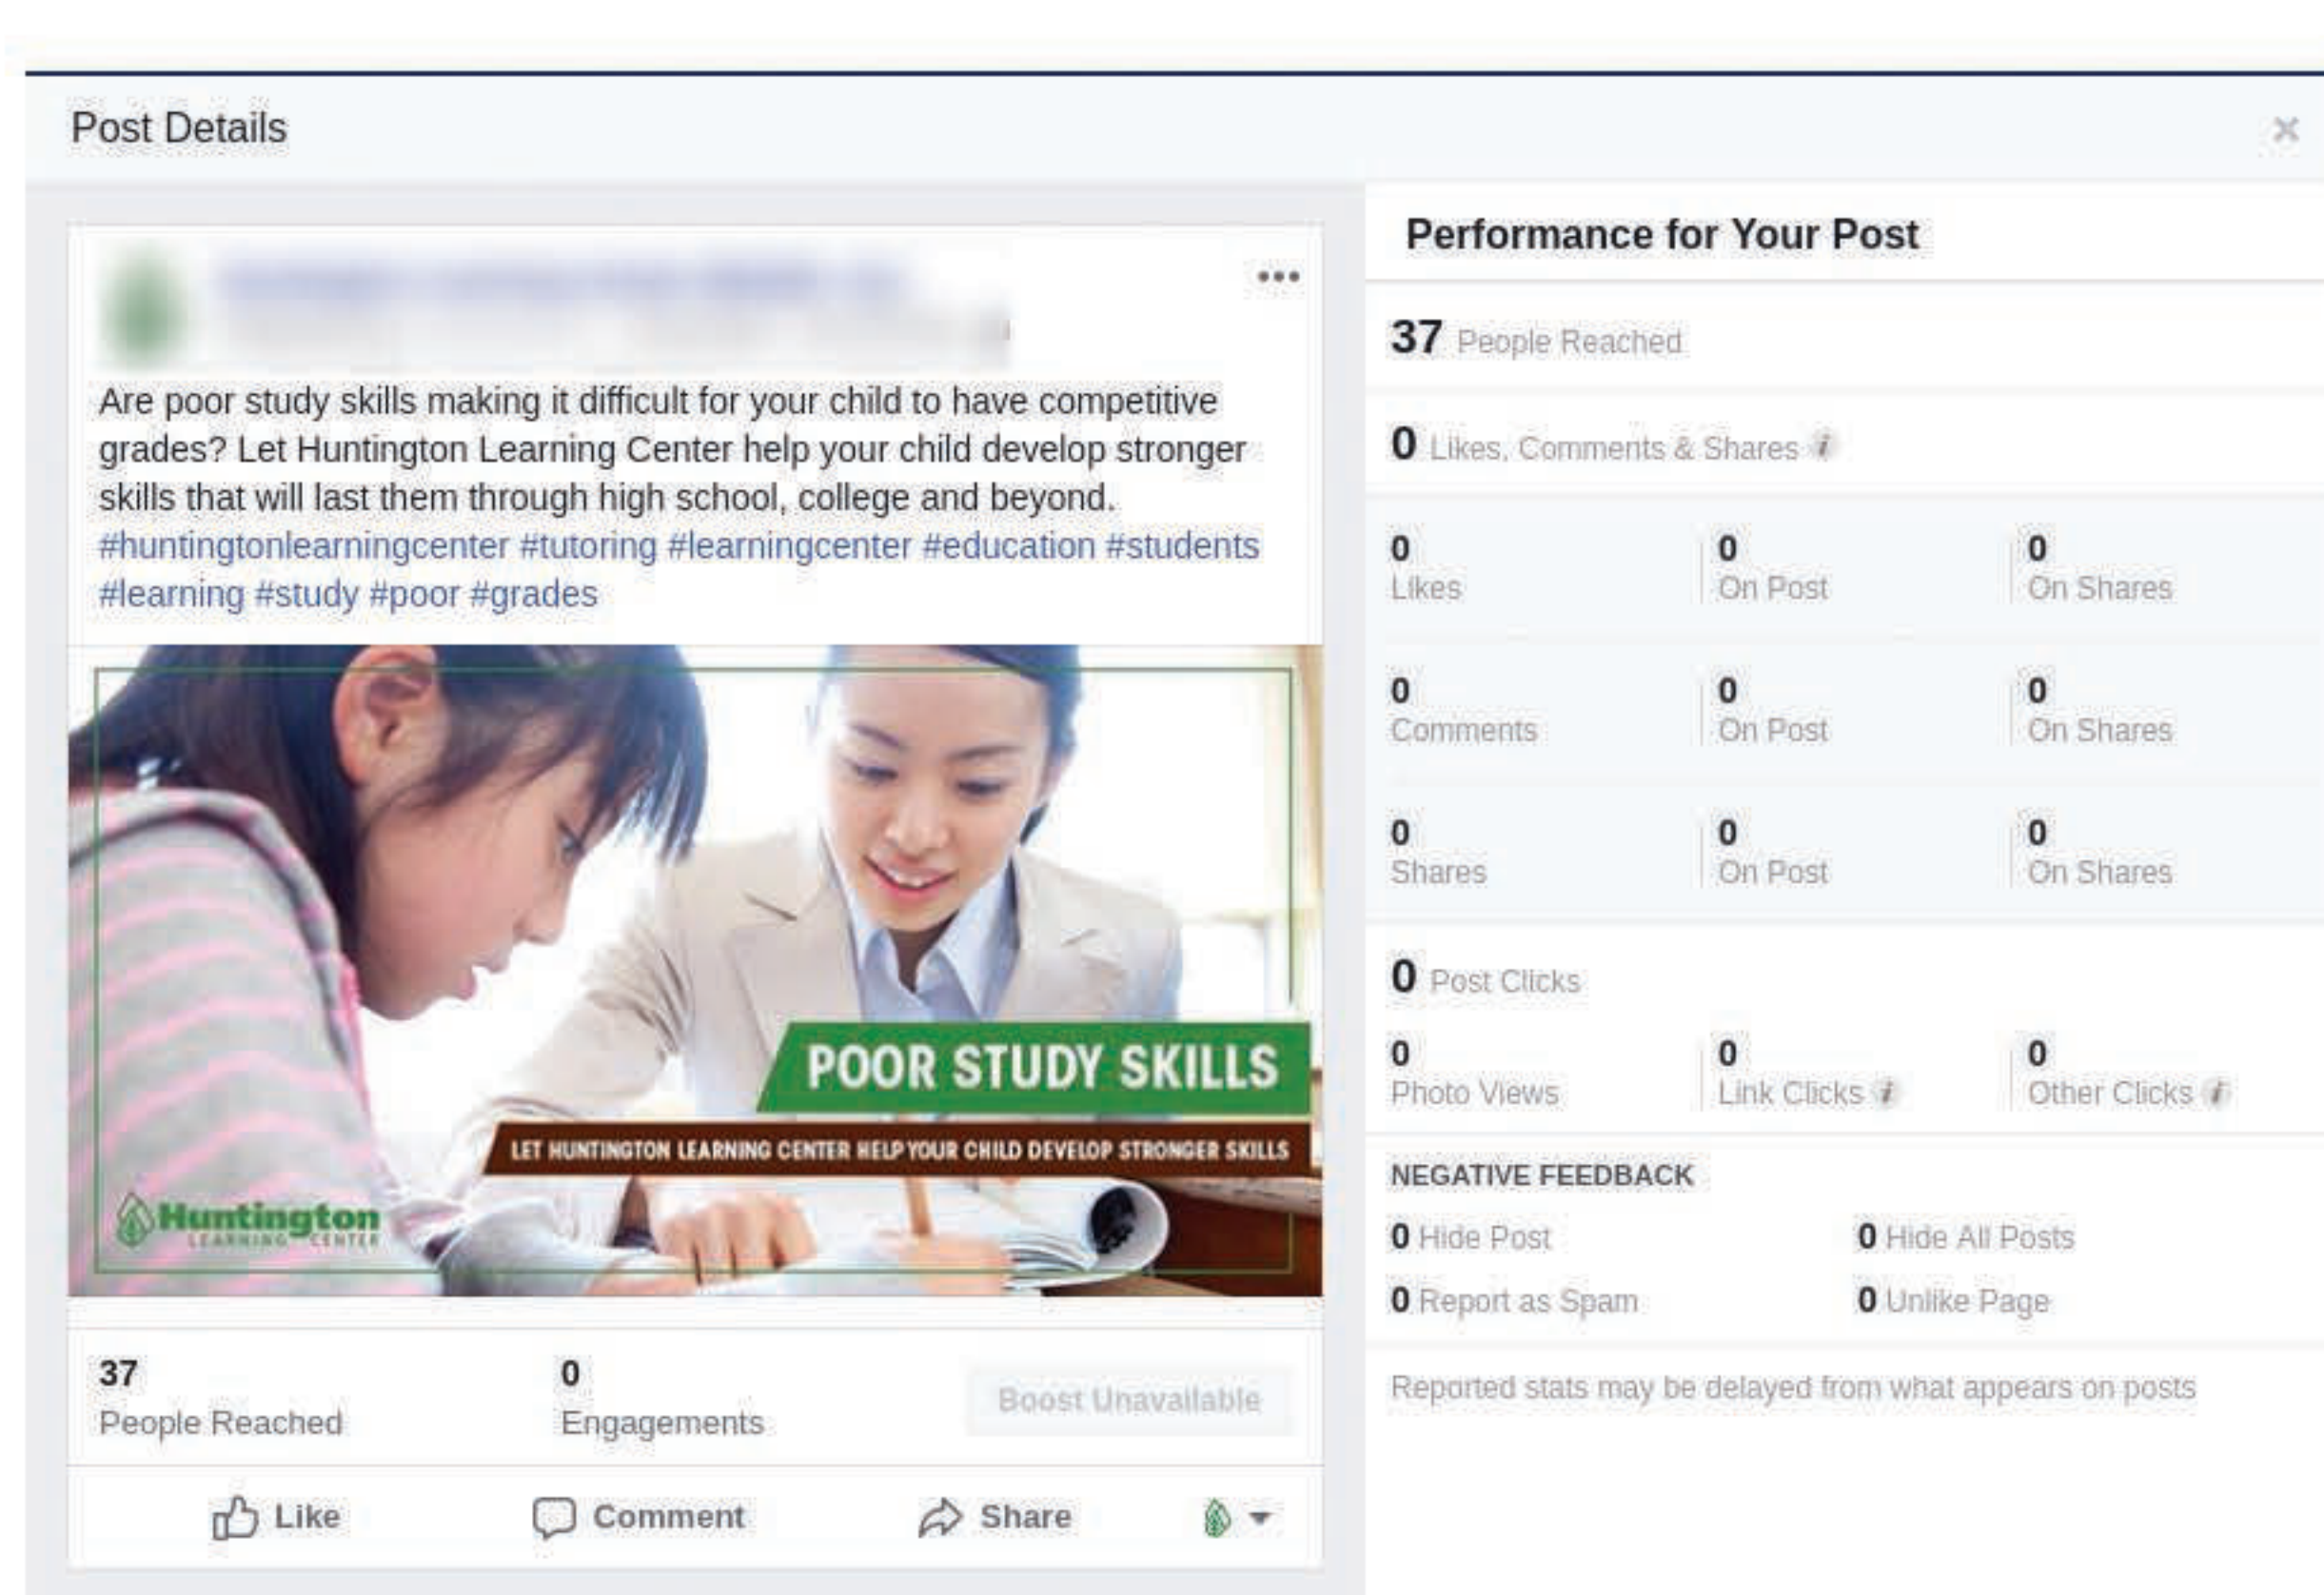 Post Details
Are poor study skills making it difficult for your child to have competitive
grades? Let Huntington Learning Center help your child develop stronger
skills that will last them through high school, college and beyond.
#huntingtonlearningcenter #tutoring #learningcenter #education #students
#learning #study #poor #grades
POOR STUDY SKILLS
LET HUNTINGTON LEARNING CENTER HELP YOUR CHILD DEVELOP STRONGER SKILLS
Huntington
LEARNING CENTER
37 0 Boost Unavailable
People Reached Engagements
Like Comment Share
Performance for Your Post
37 People Reached
0 Likes, Comments & Shares
0 0 0
Likes On Post On Shares
0 0 0
Comments On Post On Shares
0 0 0
Shares On Post On Shares
0 Post Clicks
0 0 0
Photo Views Link Clicks Other Clicks
NEGATIVE FEEDBACK
0 Hide Post 0 Hide All Posts
0 Report as Spam 0 Unlike Page
Reported stats may be delayed from what appears on posts